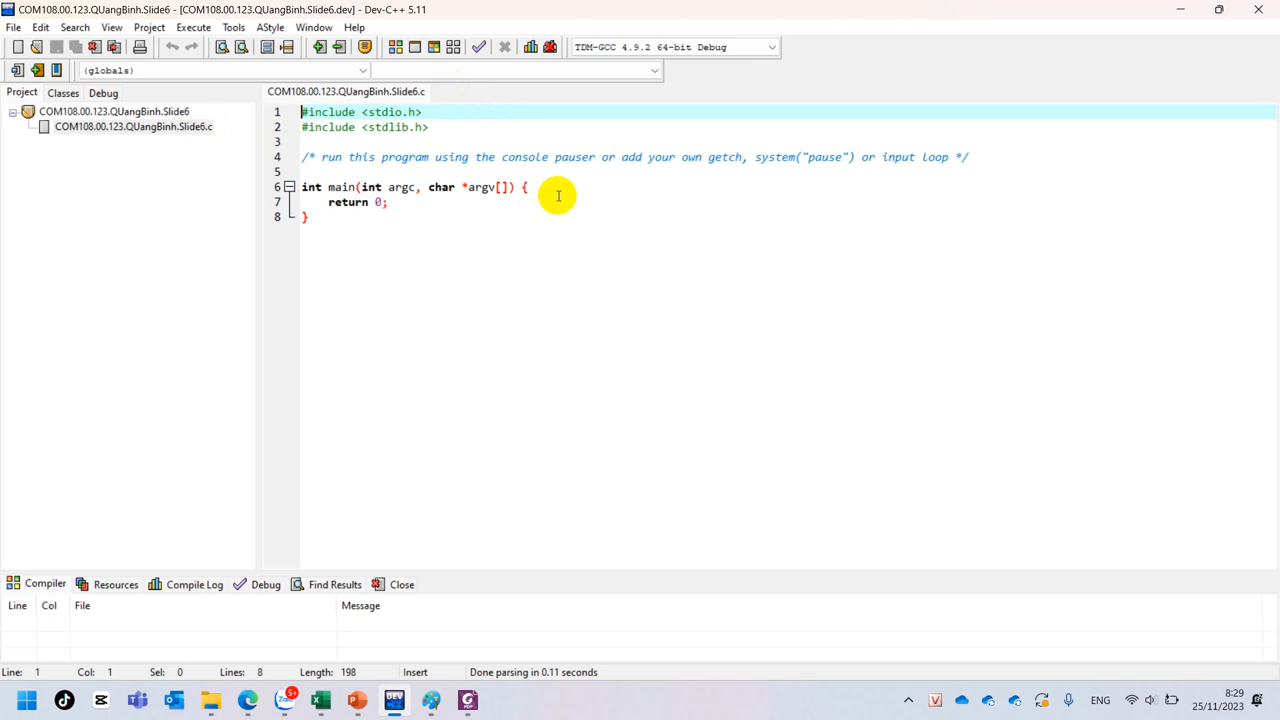 COM108.00.123.QUangBinh.Slide6 - [COM108.00.123.QUangBinh.Slide6.dev] - Dev-C++ 5.11
File Edit Search View Project Execute Tools AStyle Window Help
TDM-GCC 4.9.2 64-bit Debug
(globals)
Project Classes Debug
COM108.00.123.QUangBinh.Slide6.c
COM108.00.123.QUangBinh.Slide6
COM108.00.123.QUangBinh.Slide6.c
1 #include <stdio.h>
2 #include <stdlib.h>
3
4 /* run this program using the console pauser or add your own getch, system("pause") or input loop */
5
6 int main(int argc, char *argv[]) {
7 return 0;
8 }
Compiler Resources Compile Log Debug Find Results Close
Line Col File Message
Line: 1 Col: 1 Sel: 0 Lines: 8 Length: 198 Insert Done parsing in 0.11 seconds
DEV
5+
ENG
8:29
25/11/2023